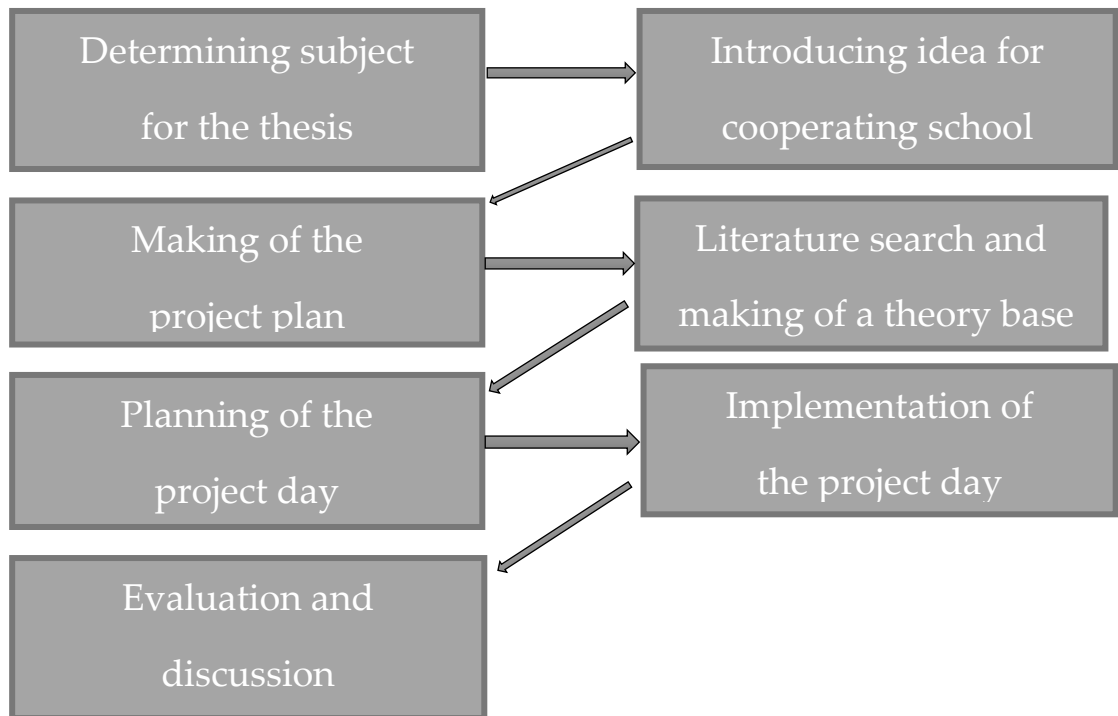 Determining subject
for the thesis
Introducing idea for
cooperating school
Making of the
project plan
Literature search and
making of a theory base
Planning of the
project day
Implementation of
the project day
Evaluation and
discussion